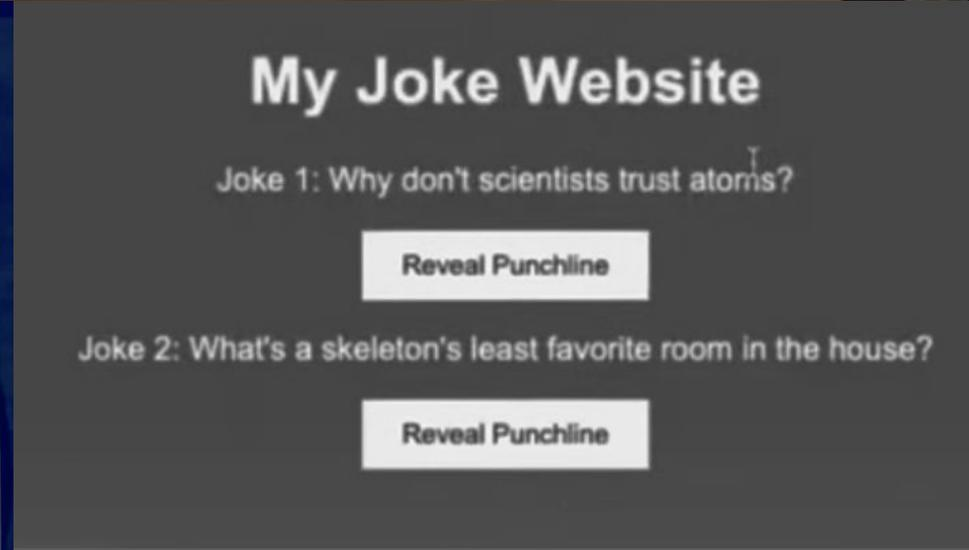 My Joke Website
Joke 1: Why don't scientists trust atoms?
Reveal Punchline
Joke 2: What's a skeleton's least favorite room in the house?
Reveal Punchline